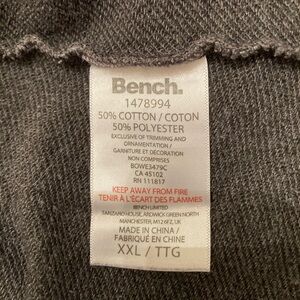 Bench.
1478994
50% COTTON / COTON
50% POLYESTER
EXCLUSIVE OF TRIMMING AND
ORNAMENTATION /
GARNITURE ET DÉCORATION
NON COMPRISES
BOWE3479C
CA 45102
RN 111817
KEEP AWAY FROM FIRE
TENIR À L'ÉCART DES FLAMMES
BENCH LIMITED
TANZARO HOUSE, ARDWICK GREEN NORTH
MANCHESTER, M12 6FZ, UK
MADE IN CHINA /
FABRIQUÉ EN CHINE
XXL / TTG